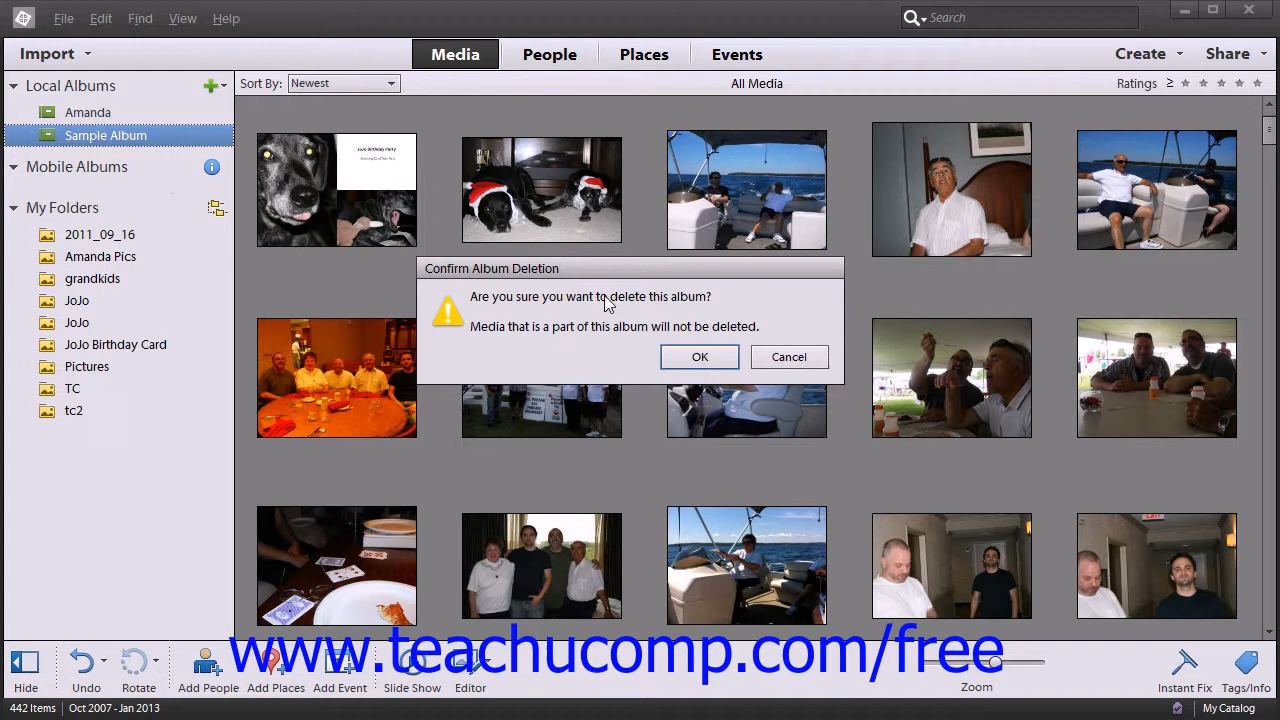 File Edit Find View Help
Search
Import
Media People Places Events
Create Share
Local Albums
Sort By: Newest
All Media
Ratings ≥
Amanda
Sample Album
Mobile Albums
My Folders
2011_09_16
Amanda Pics
grandkids
JoJo
JoJo
JoJo Birthday Card
Pictures
TC
tc2
JoJo Birthday Party
Confirm Album Deletion
Are you sure you want to delete this album?
Media that is a part of this album will not be deleted.
OK Cancel
www.teachucomp.com/free
Hide Undo Rotate Add People Add Places Add Event Slide Show Editor Zoom Instant Fix Tags/Info
442 Items Oct 2007 - Jan 2013 My Catalog